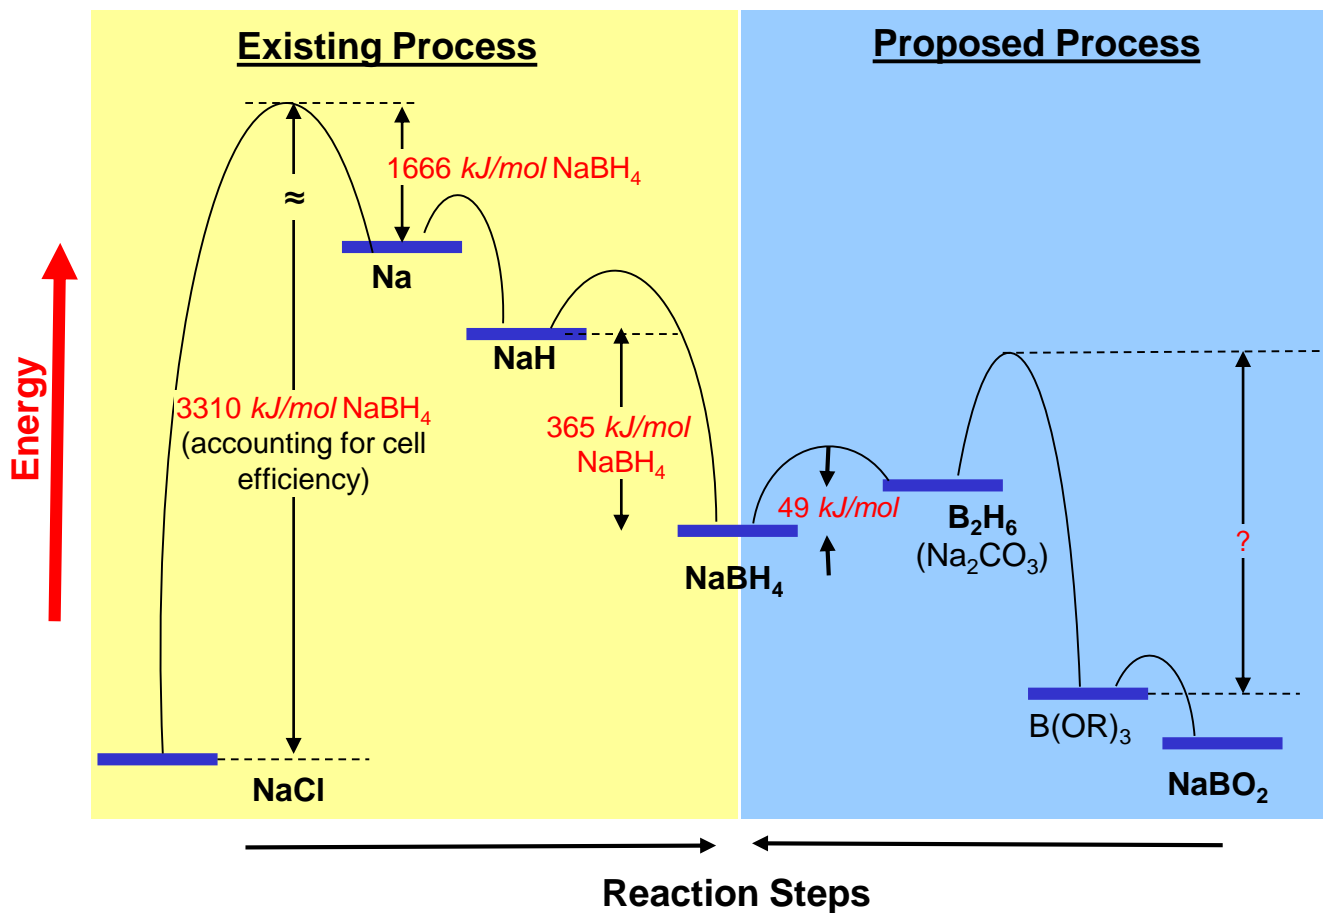 Existing Process
Proposed Process
1666 kJ/mol NaBH₄
≈
Na
NaH
Energy
3310 kJ/mol NaBH₄
(accounting for cell
efficiency)
365 kJ/mol
NaBH₄
49 kJ/mol
B₂H₆
(Na₂CO₃)
?
NaBH₄
B(OR)₃
NaCl
NaBO₂
Reaction Steps